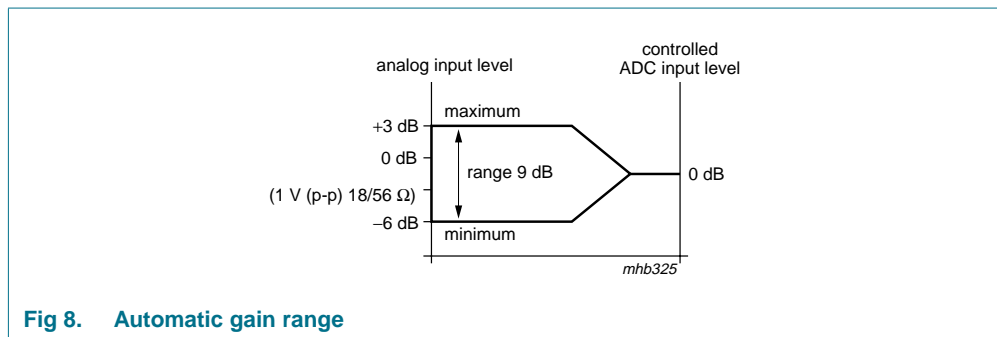 controlled
analog input level
ADC input level
maximum
+3 dB
0 dB
range 9 dB
0 dB
(1 V (p-p) 18/56 Ω)
−6 dB
minimum
mhb325
Fig 8. Automatic gain range